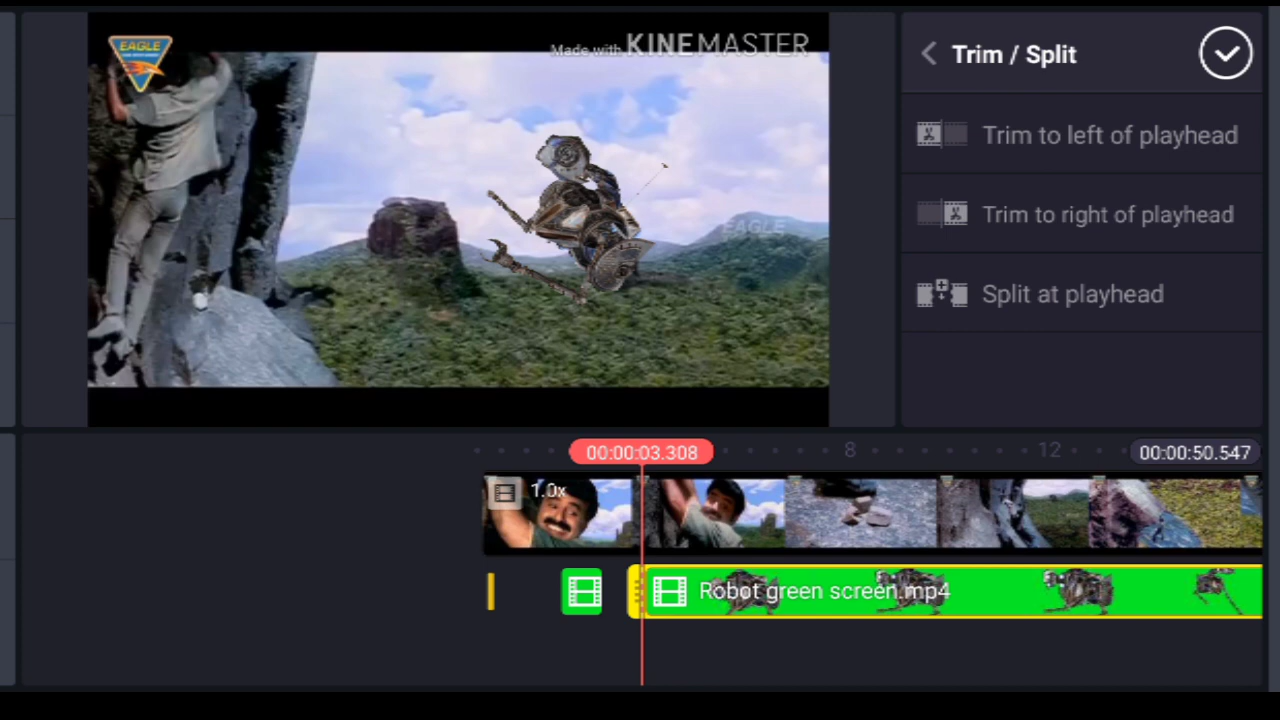 EAGLE
Made with KINEMASTER
EAGLE
Trim / Split
Trim to left of playhead
Trim to right of playhead
Split at playhead
00:00:03.308
8
12
00:00:50.547
1.0x
Robot green screen.mp4